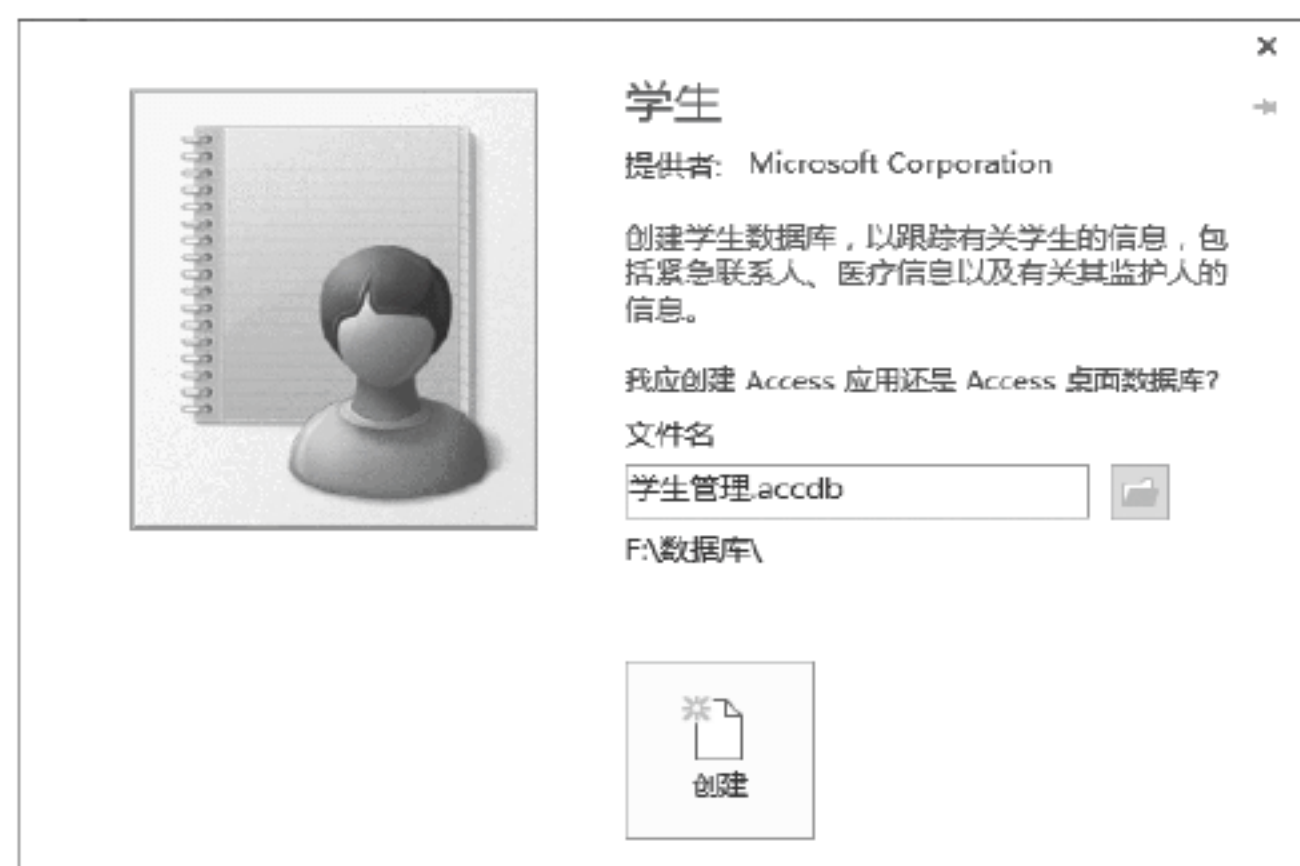 学生
提供者: Microsoft Corporation
创建学生数据库，以跟踪有关学生的信息，包
括紧急联系人、医疗信息以及有关其监护人的
信息。
我应创建 Access 应用还是 Access 桌面数据库?
文件名
学生管理.accdb
F:\数据库\
创建